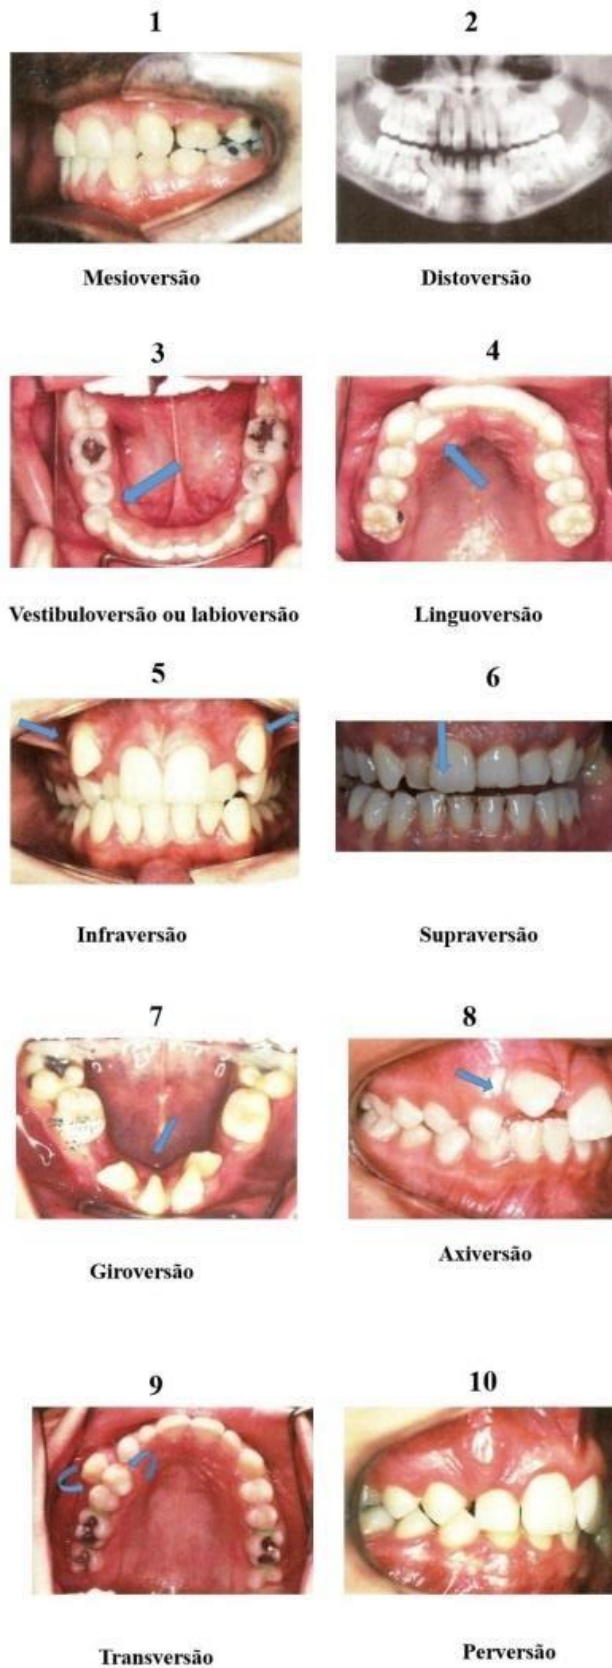 1
2
Mesioversão
Distoversão
3
4
Vestibuloversão ou labioversão
Linguoversão
5
6
Infraversão
Supraversão
7
8
Giroversão
Axiversão
9
10
Transversão
Perversão